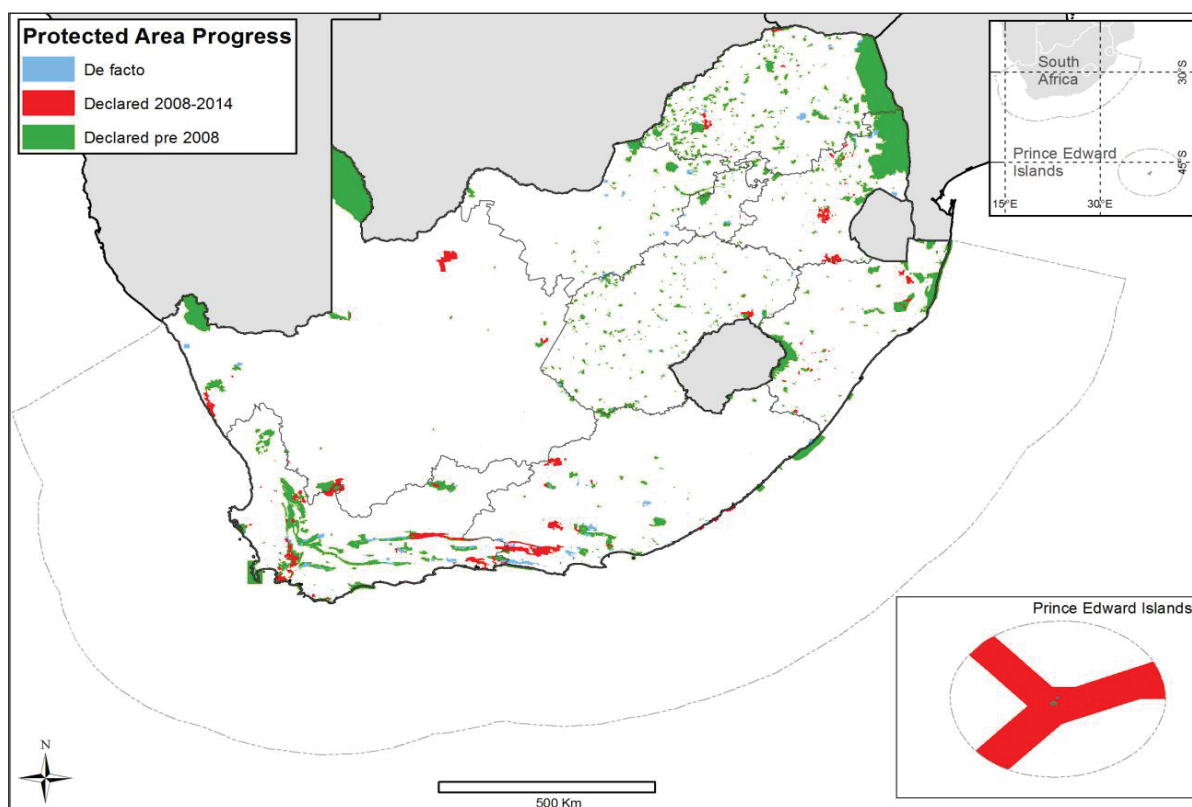 Protected Area Progress
De facto
Declared 2008-2014
Declared pre 2008
South
Africa
30°S
Prince Edward
Islands
45°S
15°E
30°E
Prince Edward Islands
N
500 Km